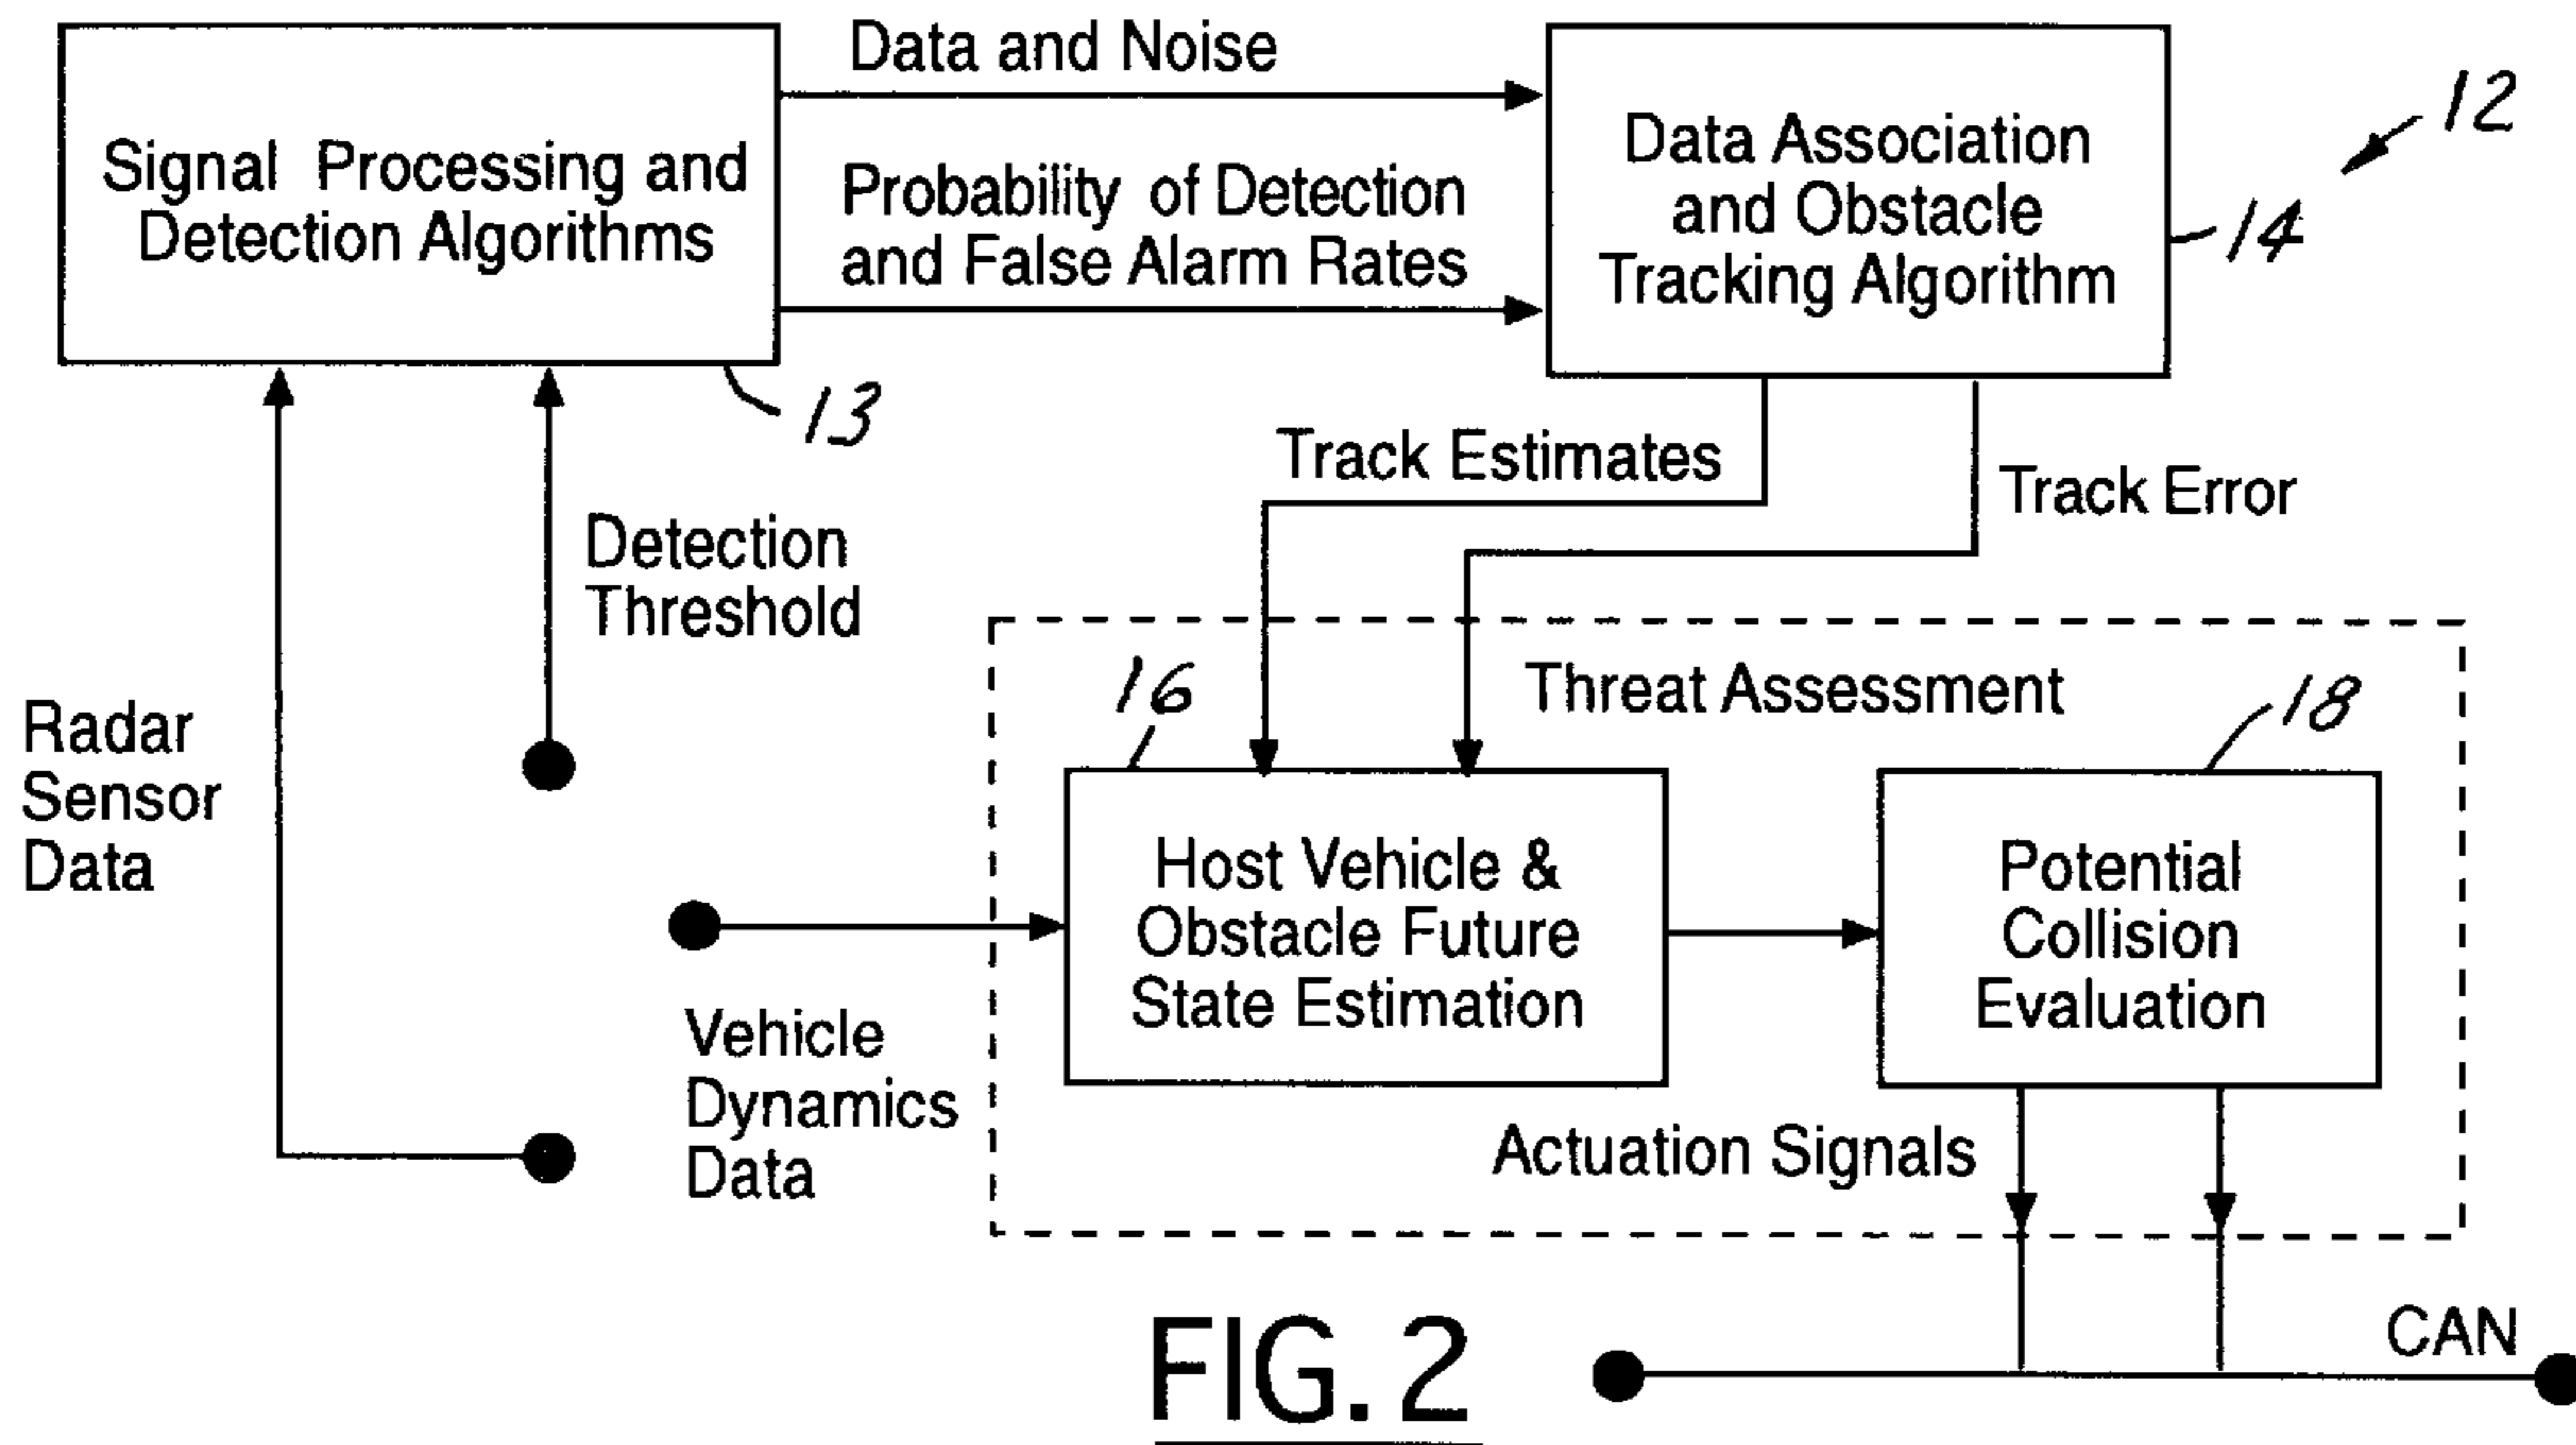 Data and Noise
Signal Processing and
Detection Algorithms
Probability of Detection
and False Alarm Rates
Data Association
and Obstacle
Tracking Algorithm
12
14
13
Track Estimates
Track Error
Detection
Threshold
Radar
Sensor
Data
16
Threat Assessment
18
Host Vehicle &
Obstacle Future
State Estimation
Potential
Collision
Evaluation
Vehicle
Dynamics
Data
Actuation Signals
CAN
FIG. 2